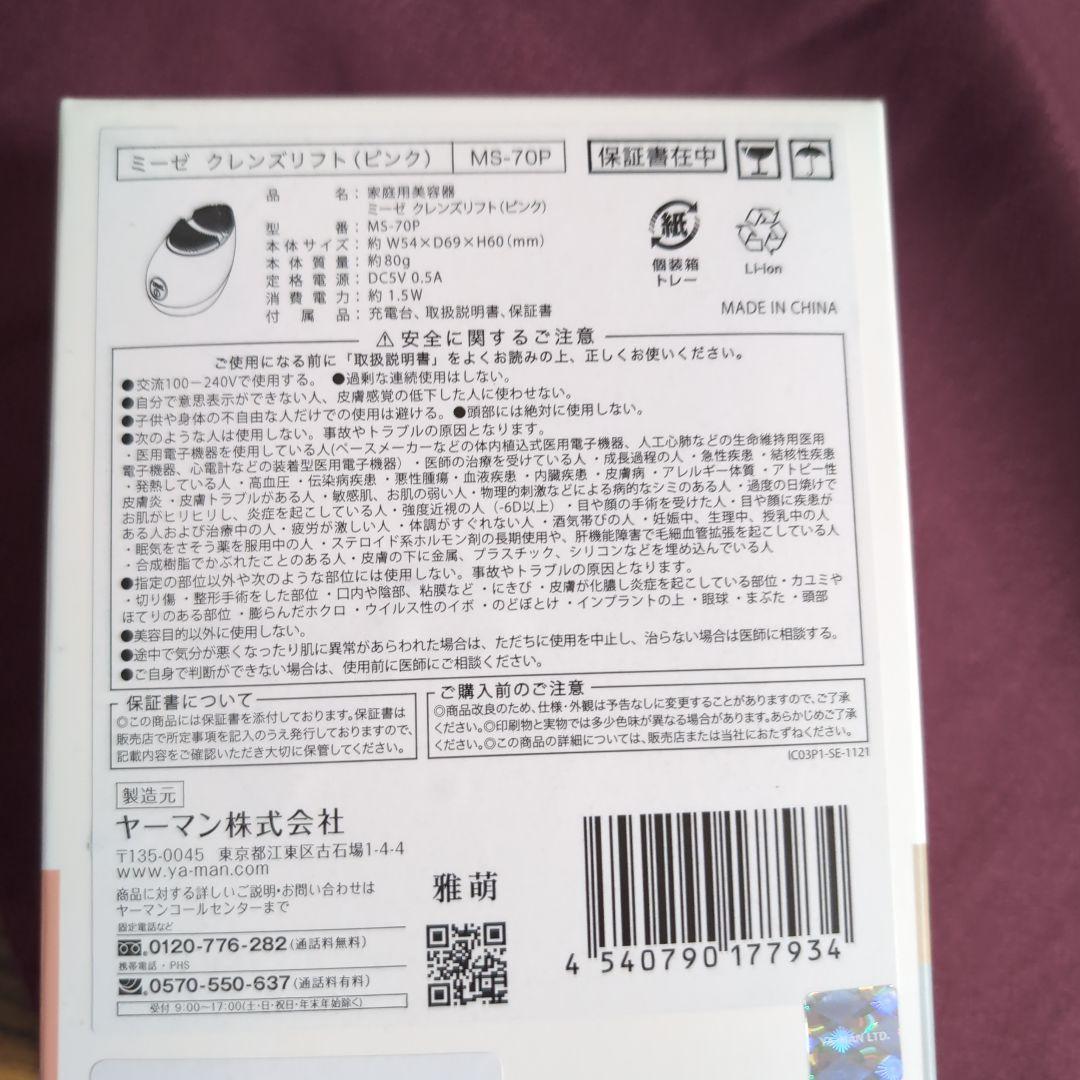 ミーゼ クレンズリフト(ピンク) MS-70P 保証書在中
品名:家庭用美容器
ミーゼ クレンズリフト(ピンク)
型番:MS-70P
本体サイズ:約 W54×D69×H60(mm)
本体質量:約80g
定格電源:DC5V 0.5A
消費電力:約1.5W
付属品:充電台、取扱説明書、保証書
紙
個装箱
トレー
Li-ion
MADE IN CHINA
⚠安全に関するご注意
ご使用になる前に「取扱説明書」をよくお読みの上、正しくお使いください。
●交流100-240Vで使用する。 ●過剰な連続使用はしない。
●自分で意思表示ができない人、皮膚感覚の低下した人に使わせない。
●子供や身体の不自由な人だけでの使用は避ける。●頭部には絶対に使用しない。
●次のような人は使用しない。事故やトラブルの原因となります。
・医用電子機器を使用している人(ペースメーカーなどの体内植込式医用電子機器、人工心肺などの生命維持用医用
電子機器、心電計などの装着型医用電子機器)・医師の治療を受けている人・成長過程の人・急性疾患・結核性疾患
・発熱している人・高血圧・伝染病疾患・悪性腫瘍・血液疾患・内臓疾患・皮膚病・アレルギー体質・アトピー性
皮膚炎・皮膚トラブルがある人・敏感肌、お肌の弱い人・物理的刺激などによる病的なシミのある人・過度の日焼けで
お肌がヒリヒリし、炎症を起こしている人・強度近視の人(-6D以上)・目や顔の手術を受けた人・目や顔に疾患が
ある人および治療中の人・疲労が激しい人・体調がすぐれない人・酒気帯びの人・妊娠中、生理中、授乳中の人
・眠気をさそう薬を服用中の人・ステロイド系ホルモン剤の長期使用や、肝機能障害で毛細血管拡張を起こしている人
・合成樹脂でかぶれたことのある人・皮膚の下に金属、プラスチック、シリコンなどを埋め込んでいる人
●指定の部位以外や次のような部位には使用しない。事故やトラブルの原因となります。
・切り傷・整形手術をした部位・口内や陰部、粘膜など・にきび・皮膚が化膿し炎症を起こしている部位・カユミや
ほてりのある部位・膨らんだホクロ・ウイルス性のイボ・のどぼとけ・インプラントの上・眼球・まぶた・頭部
●美容目的以外に使用しない。
●途中で気分が悪くなったり肌に異常があらわれた場合は、ただちに使用を中止し、治らない場合は医師に相談する。
●ご自身で判断ができない場合は、使用前に医師にご相談ください。
保証書について
◎この商品には保証書を添付しております。保証書は
販売店で所定事項を記入のうえ発行しておりますので、
記載内容をご確認いただき大切に保管してください。
ご購入前のご注意
◎商品改良のため、仕様・外観は予告なしに変更することがありますので、ご了承
ください。◎印刷物と実物では多少色味が異なる場合があります。あらかじめご了承
ください。◎この商品の詳細については、販売店または当社におたずねください。
IC03P1-SE-1121
製造元
ヤーマン株式会社
〒135-0045 東京都江東区古石場1-4-4
www.ya-man.com
商品に対する詳しいご説明・お問い合わせは
ヤーマンコールセンターまで
固定電話など
0120-776-282(通話料無料)
携帯電話・PHS
0570-550-637(通話料有料)
受付 9:00〜17:00(土・日・祝日・年末年始除く)
雅萌
4 540790 177934
YA-MAN LTD.